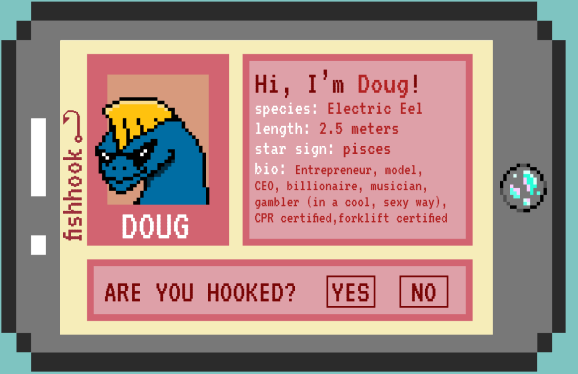 fishhook
DOUG
Hi, I'm Doug!
species: Electric Eel
length: 2.5 meters
star sign: pisces
bio: Entrepreneur, model,
CEO, billionaire, musician,
gambler (in a cool, sexy way),
CPR certified,forklift certified
ARE YOU HOOKED? YES NO